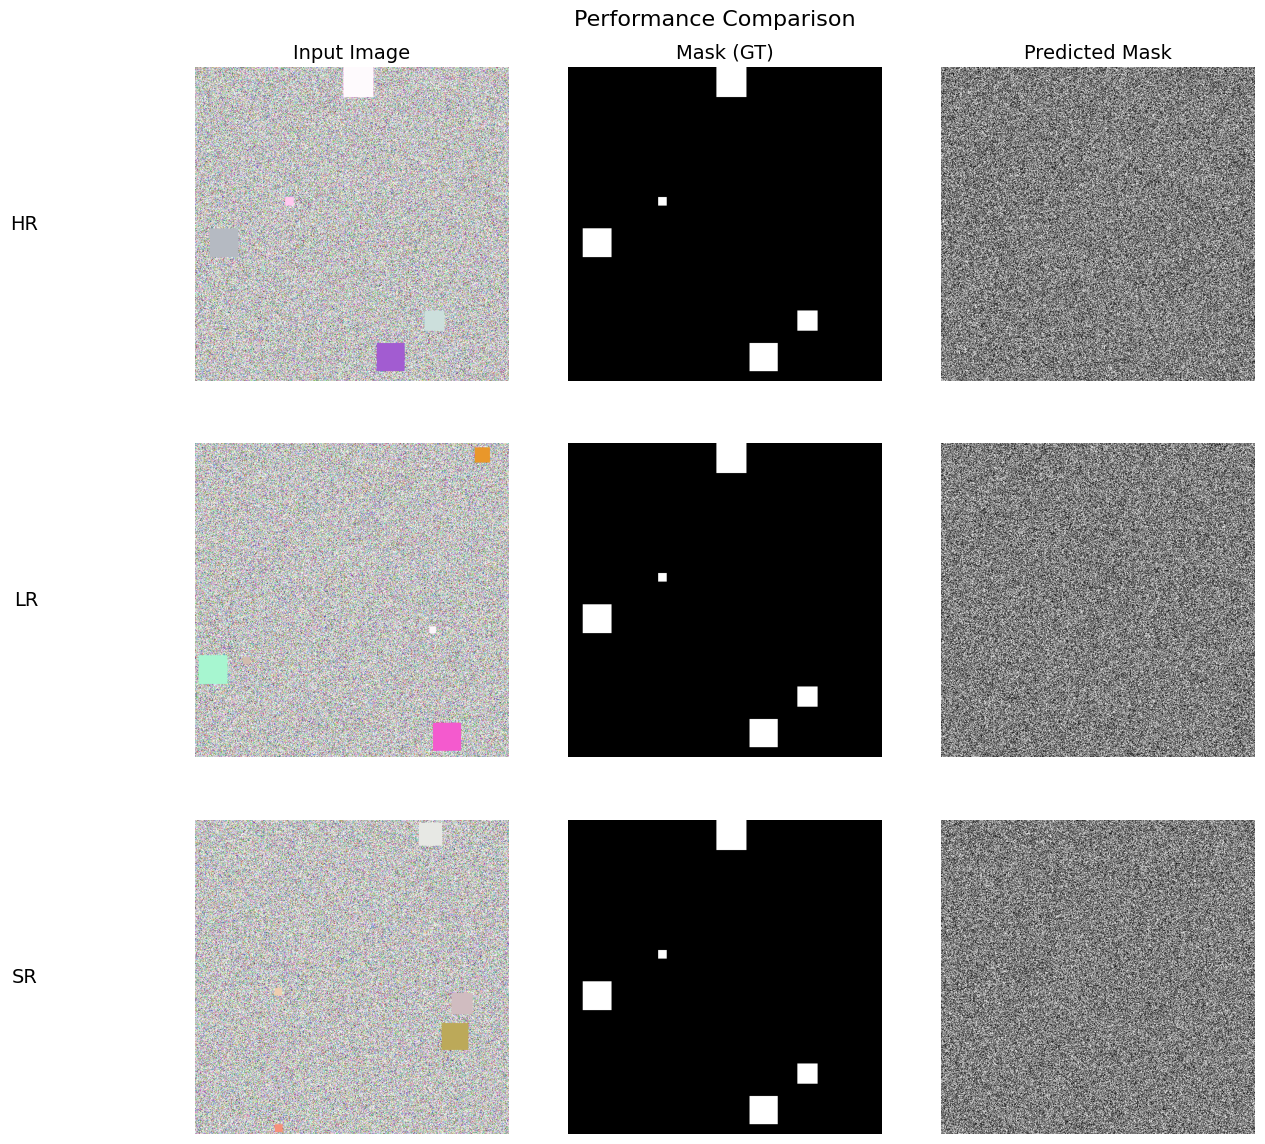 Performance Comparison
Input Image
Mask (GT)
Predicted Mask
HR
LR
SR